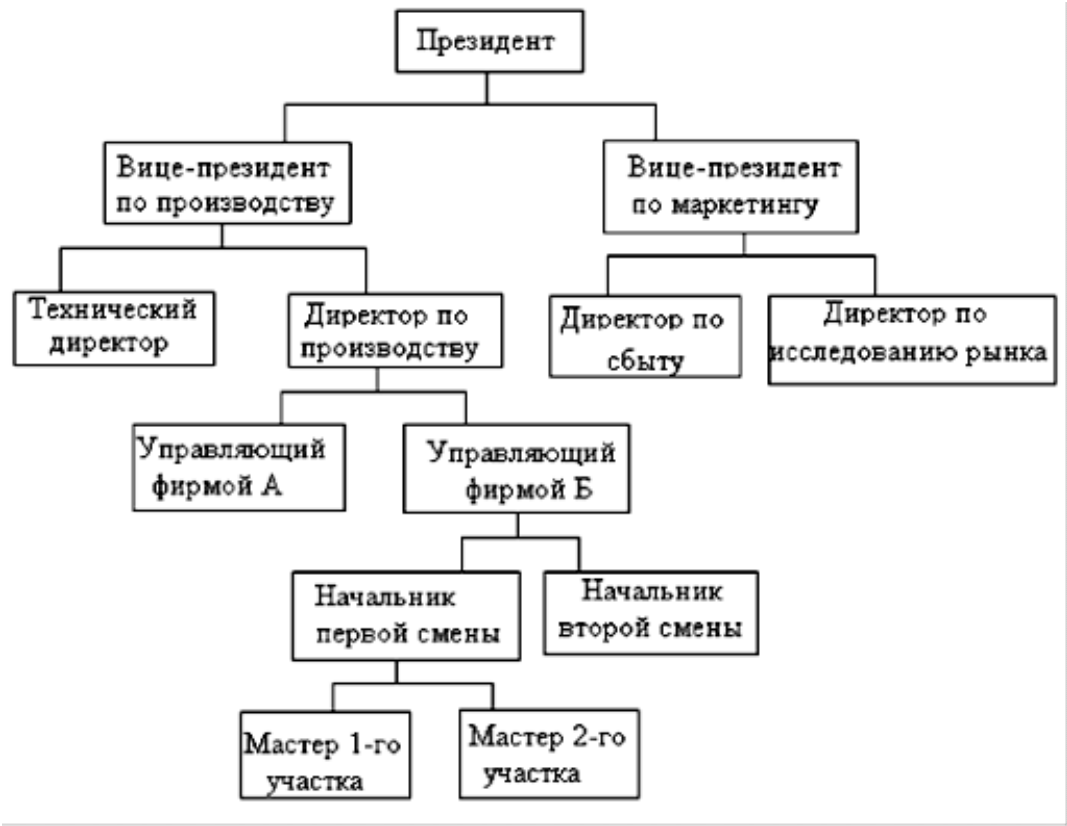 Президент
Вице-президент
по производству
Вице-президент
по маркетингу
Технический
директор
Директор по
производству
Директор по
сбыту
Директор по
исследованию рынка
Управляющий
фирмой А
Управляющий
фирмой Б
Начальник
первой смены
Начальник
второй смены
Мастер 1-го
участка
Мастер 2-го
участка